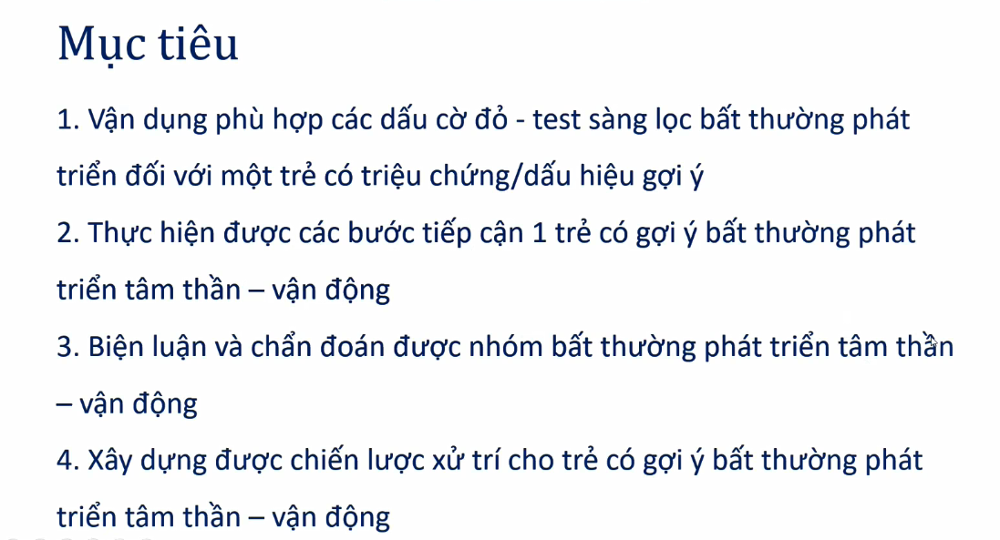 Mục tiêu
1. Vận dụng phù hợp các dấu cờ đỏ - test sàng lọc bất thường phát
triển đối với một trẻ có triệu chứng/dấu hiệu gợi ý
2. Thực hiện được các bước tiếp cận 1 trẻ có gợi ý bất thường phát
triển tâm thần – vận động
3. Biện luận và chẩn đoán được nhóm bất thường phát triển tâm thần
– vận động
4. Xây dựng được chiến lược xử trí cho trẻ có gợi ý bất thường phát
triển tâm thần – vận động